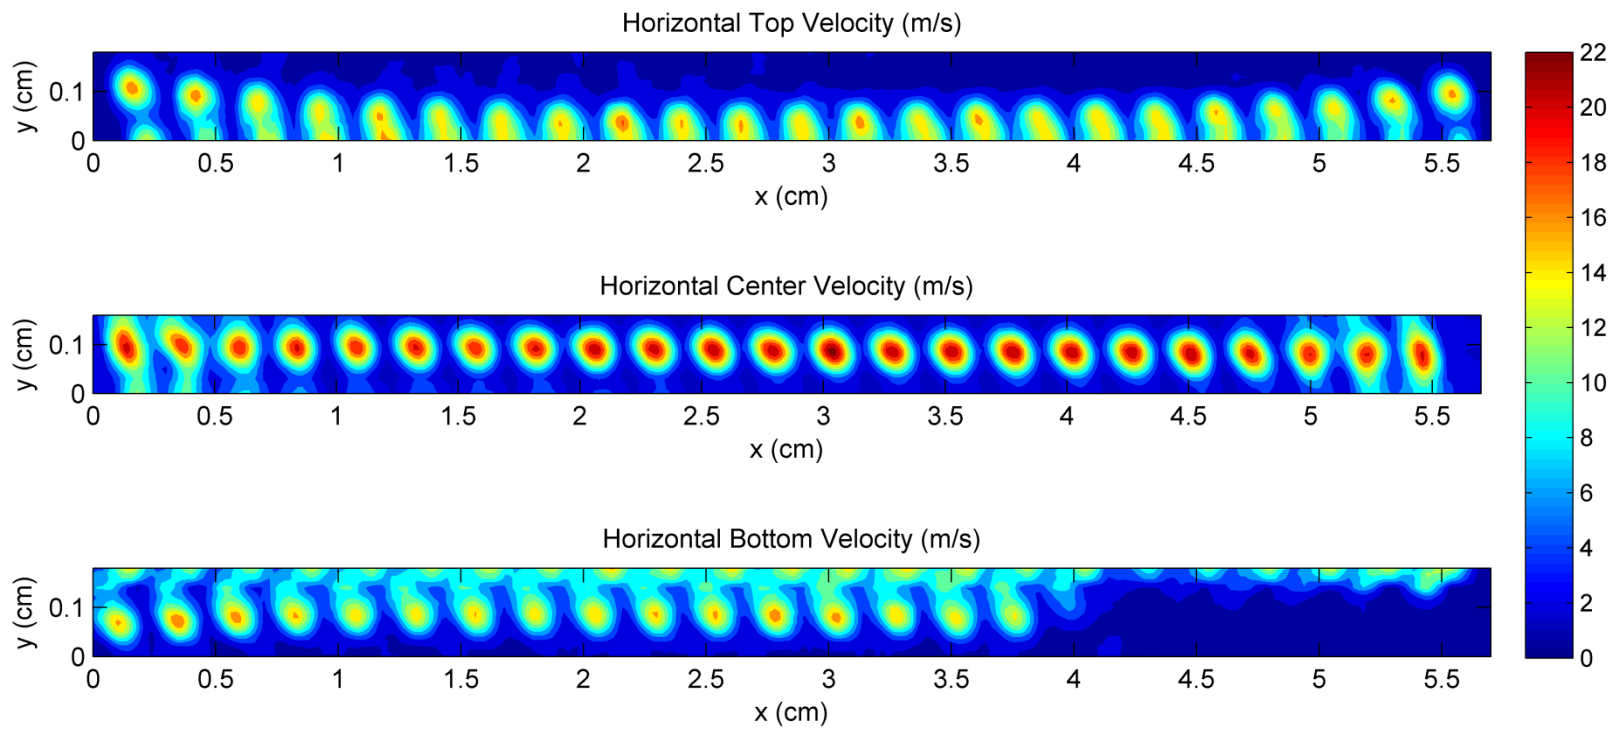 Horizontal Top Velocity (m/s)
y (cm)
0.1
0
0 0.5 1 1.5 2 2.5 3 3.5 4 4.5 5 5.5
x (cm)
Horizontal Center Velocity (m/s)
y (cm)
0.1
0
0 0.5 1 1.5 2 2.5 3 3.5 4 4.5 5 5.5
x (cm)
Horizontal Bottom Velocity (m/s)
y (cm)
0.1
0
0 0.5 1 1.5 2 2.5 3 3.5 4 4.5 5 5.5
x (cm)
22
20
18
16
14
12
10
8
6
4
2
0